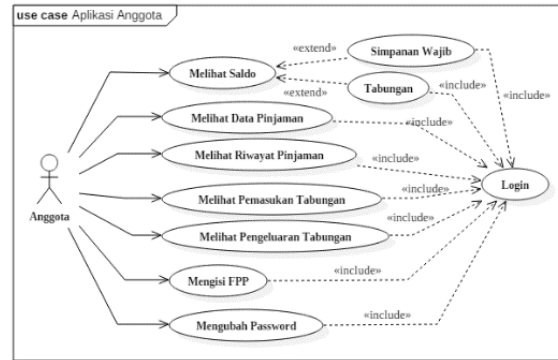 use case Aplikasi Anggota
«extend»
Simpanan Wajib
Melihat Saldo
«extend»
Tabungan
«include»
«include»
Melihat Data Pinjaman
«include»
Melihat Riwayat Pinjaman
«include»
Login
Anggota
Melihat Pemasukan Tabungan
«include»
Melihat Pengeluaran Tabungan
«include»
Mengisi FPP
«include»
Mengubah Password
«include»